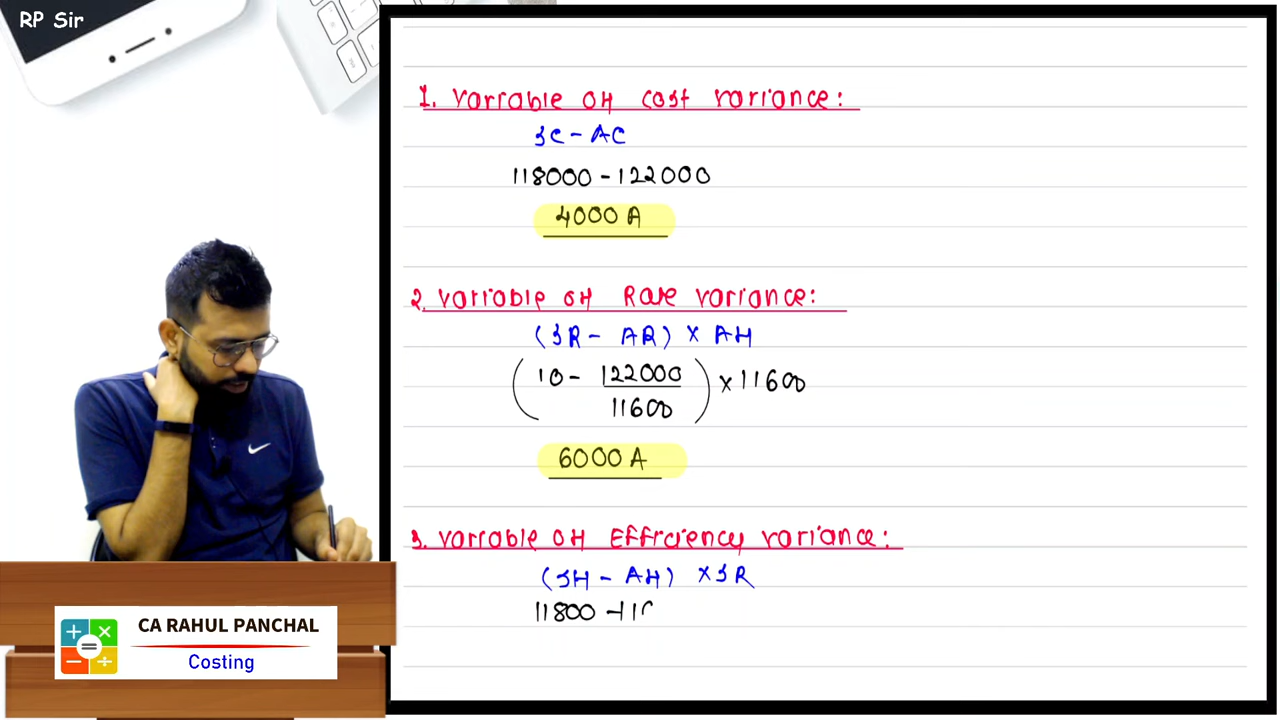 RP Sir
1. Variable OH Cost Variance:
SC - AC
118000 - 122000
4000 A
2. Variable OH Rate Variance:
(SR - AR) × AH
(10 - 122000 / 11600) × 11600
6000 A
3. Variable OH Efficiency Variance:
(SH - AH) × SR
11800 - 11
CA RAHUL PANCHAL
Costing